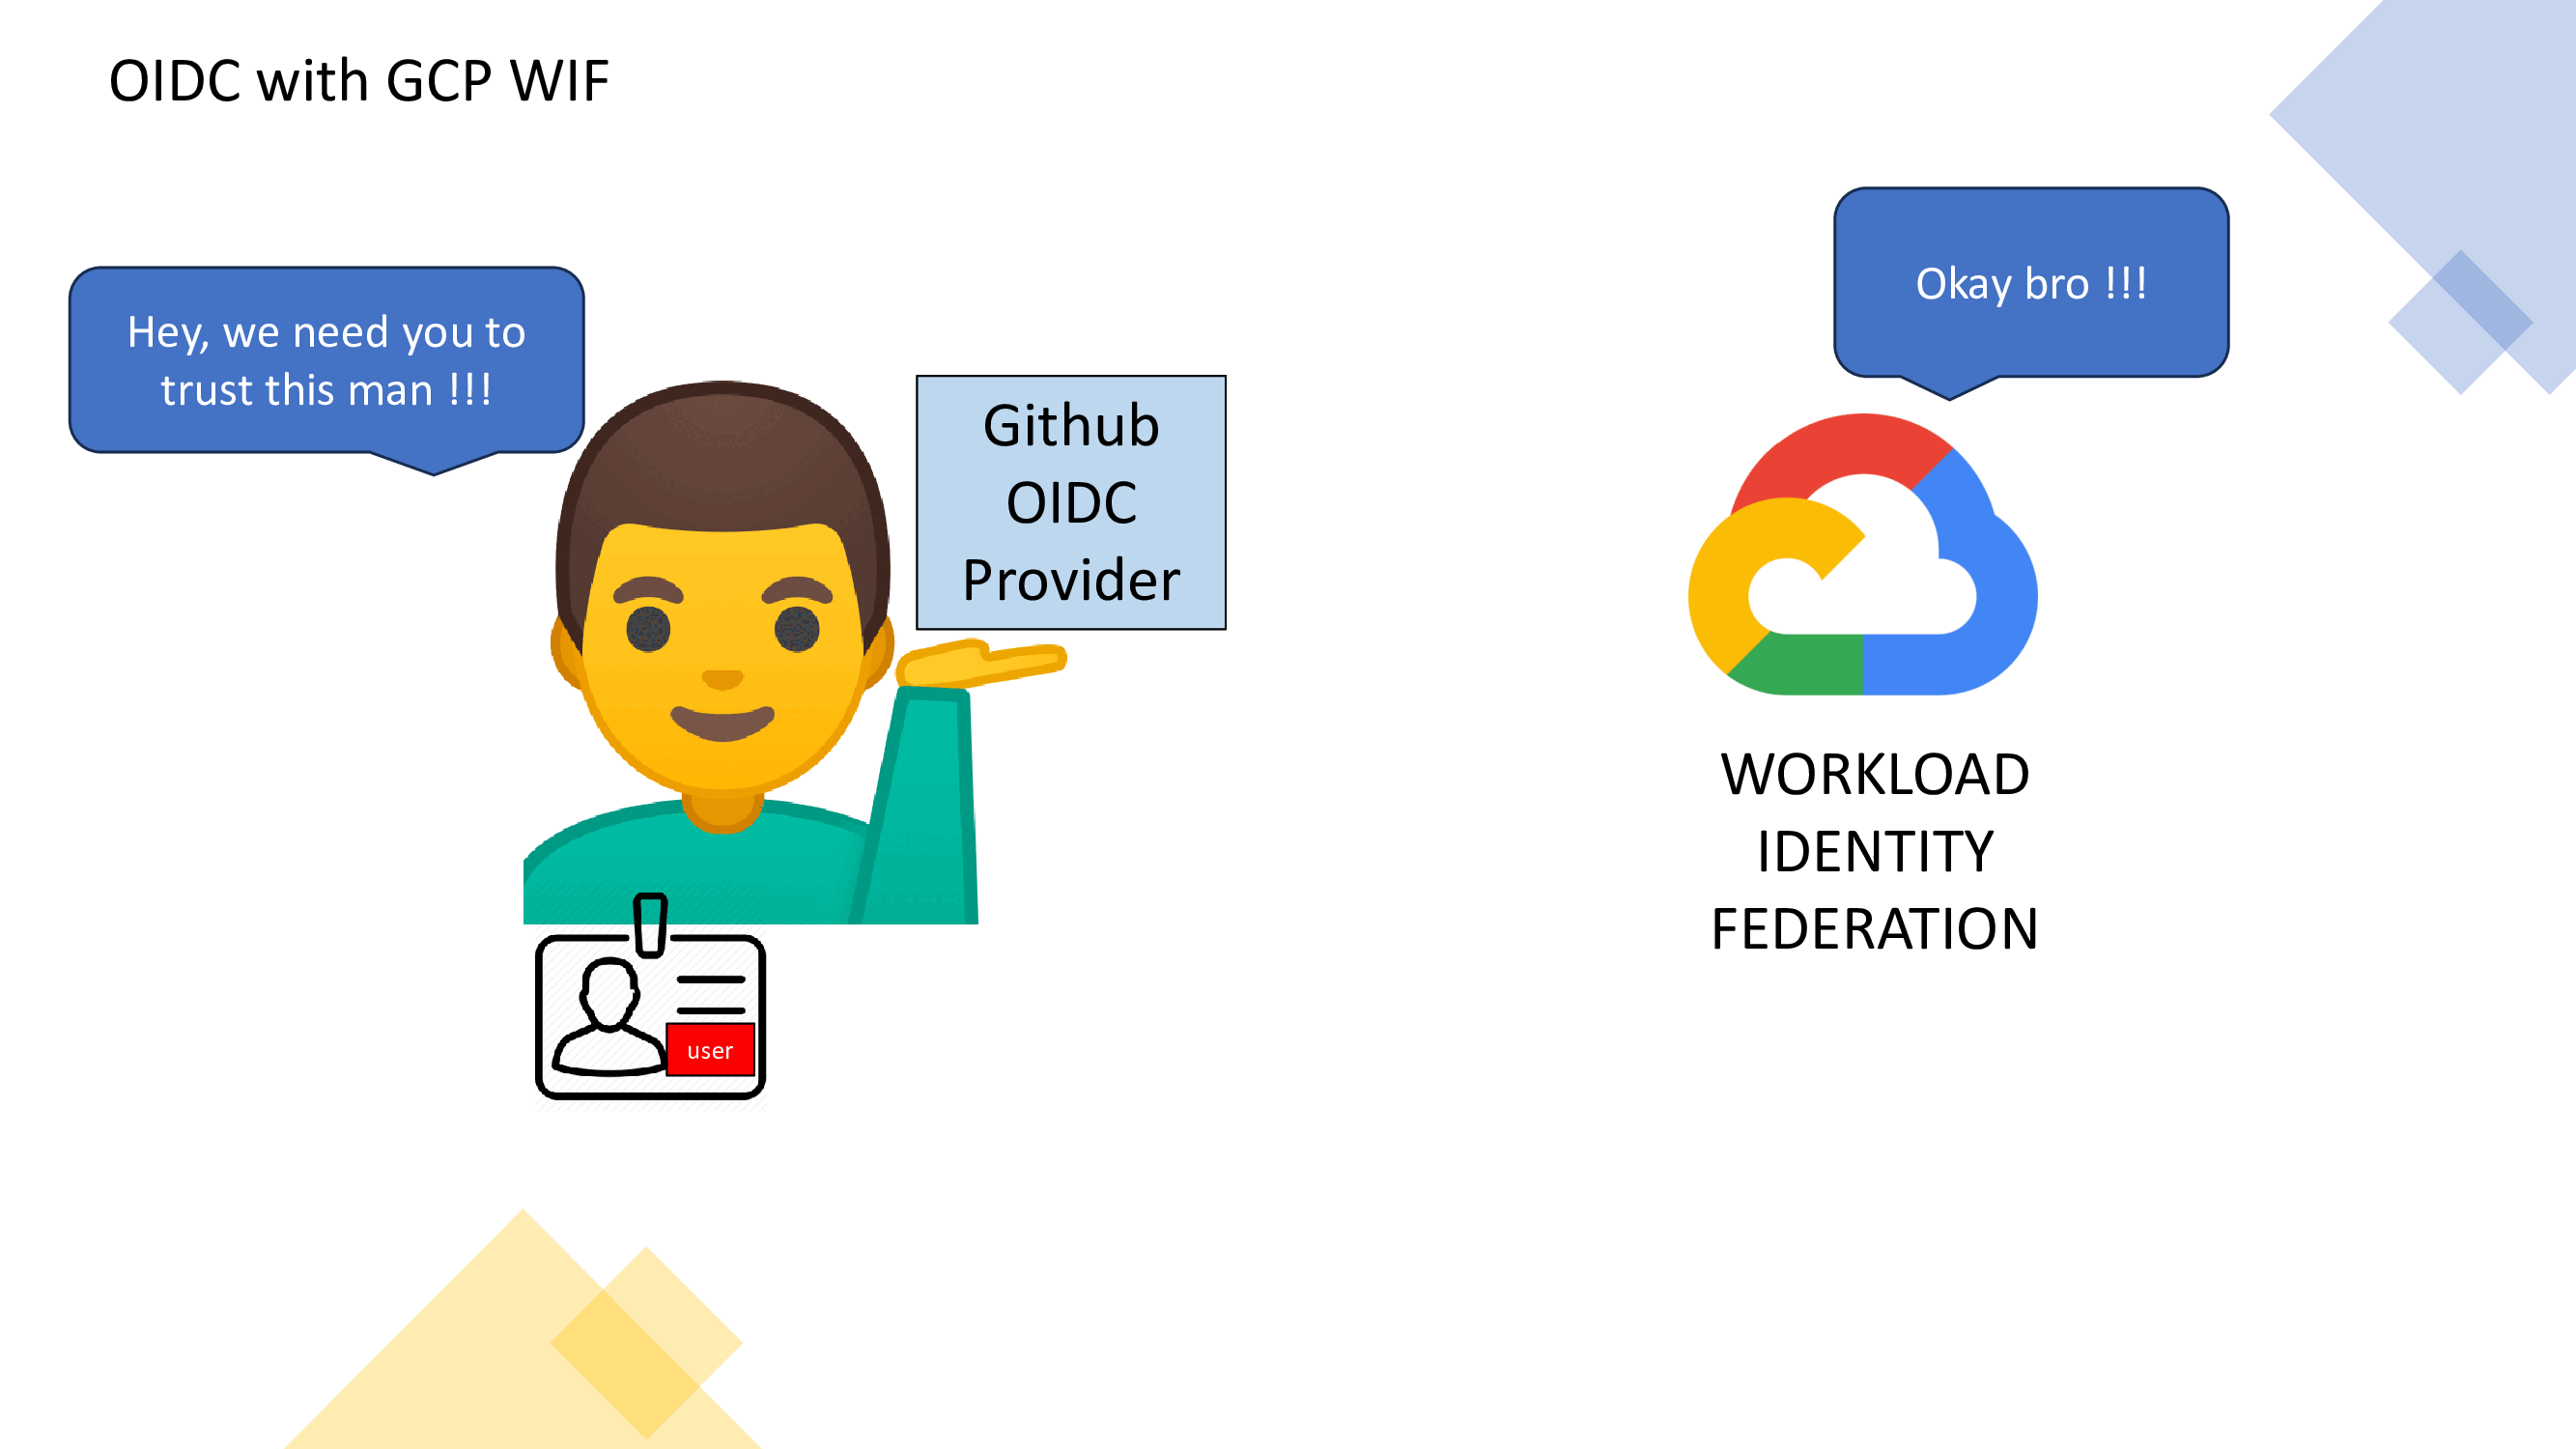 OIDC with GCP WIF
Hey, we need you to
trust this man !!!
Github
OIDC
Provider
user
Okay bro !!!
WORKLOAD
IDENTITY
FEDERATION